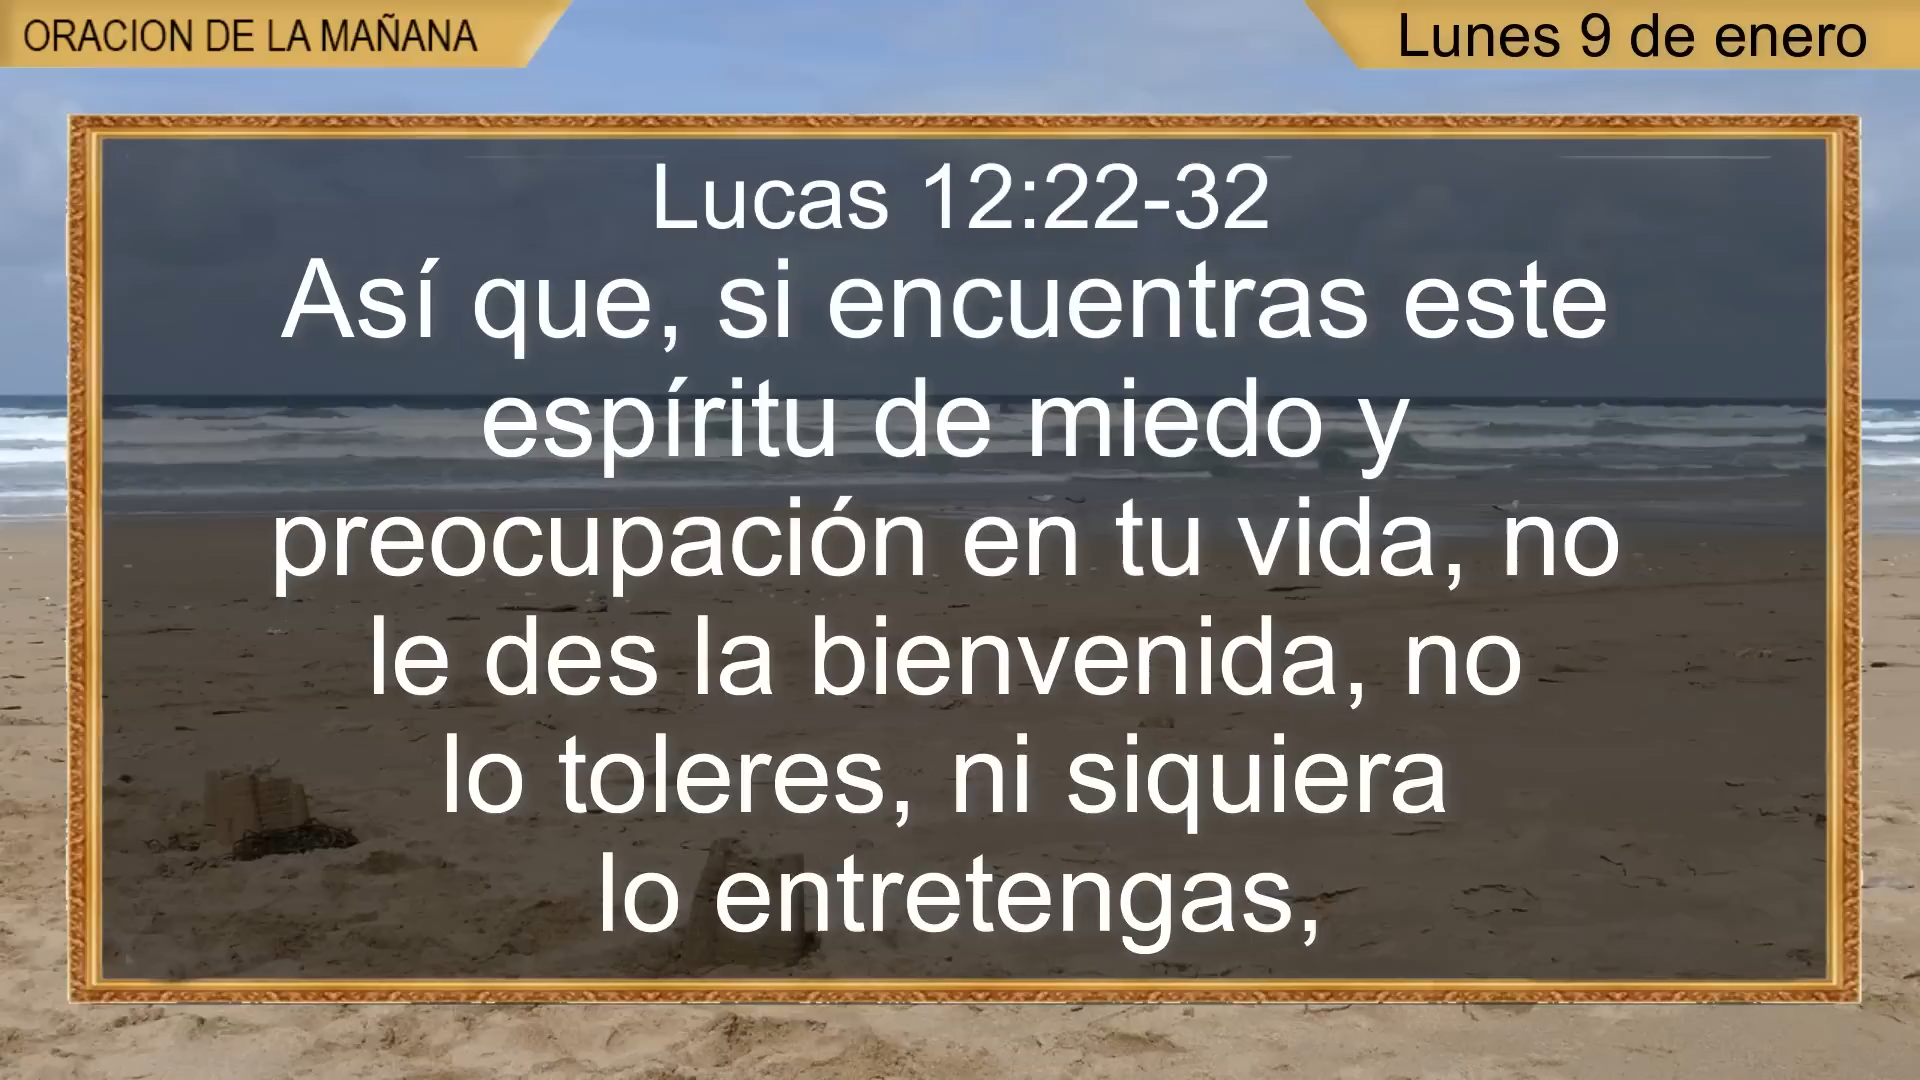 ORACION DE LA MAÑANA
Lunes 9 de enero
Lucas 12:22-32
Así que, si encuentras este
espíritu de miedo y
preocupación en tu vida, no
le des la bienvenida, no
lo toleres, ni siquiera
lo entretengas,